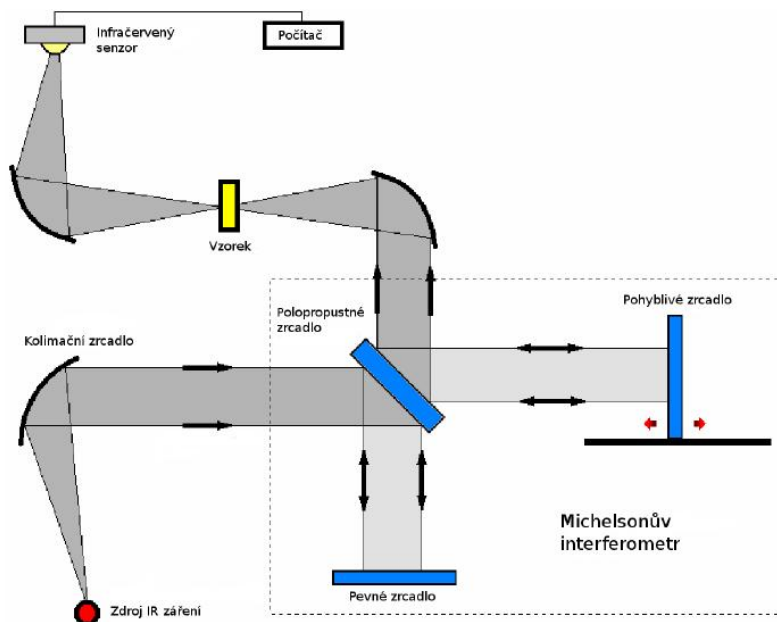 Infračervený
senzor
Počítač
Vzorek
Polopropustné
zrcadlo
Pohyblivé zrcadlo
Kolimační zrcadlo
Michelsonův
interferometr
Pevné zrcadlo
Zdroj IR záření